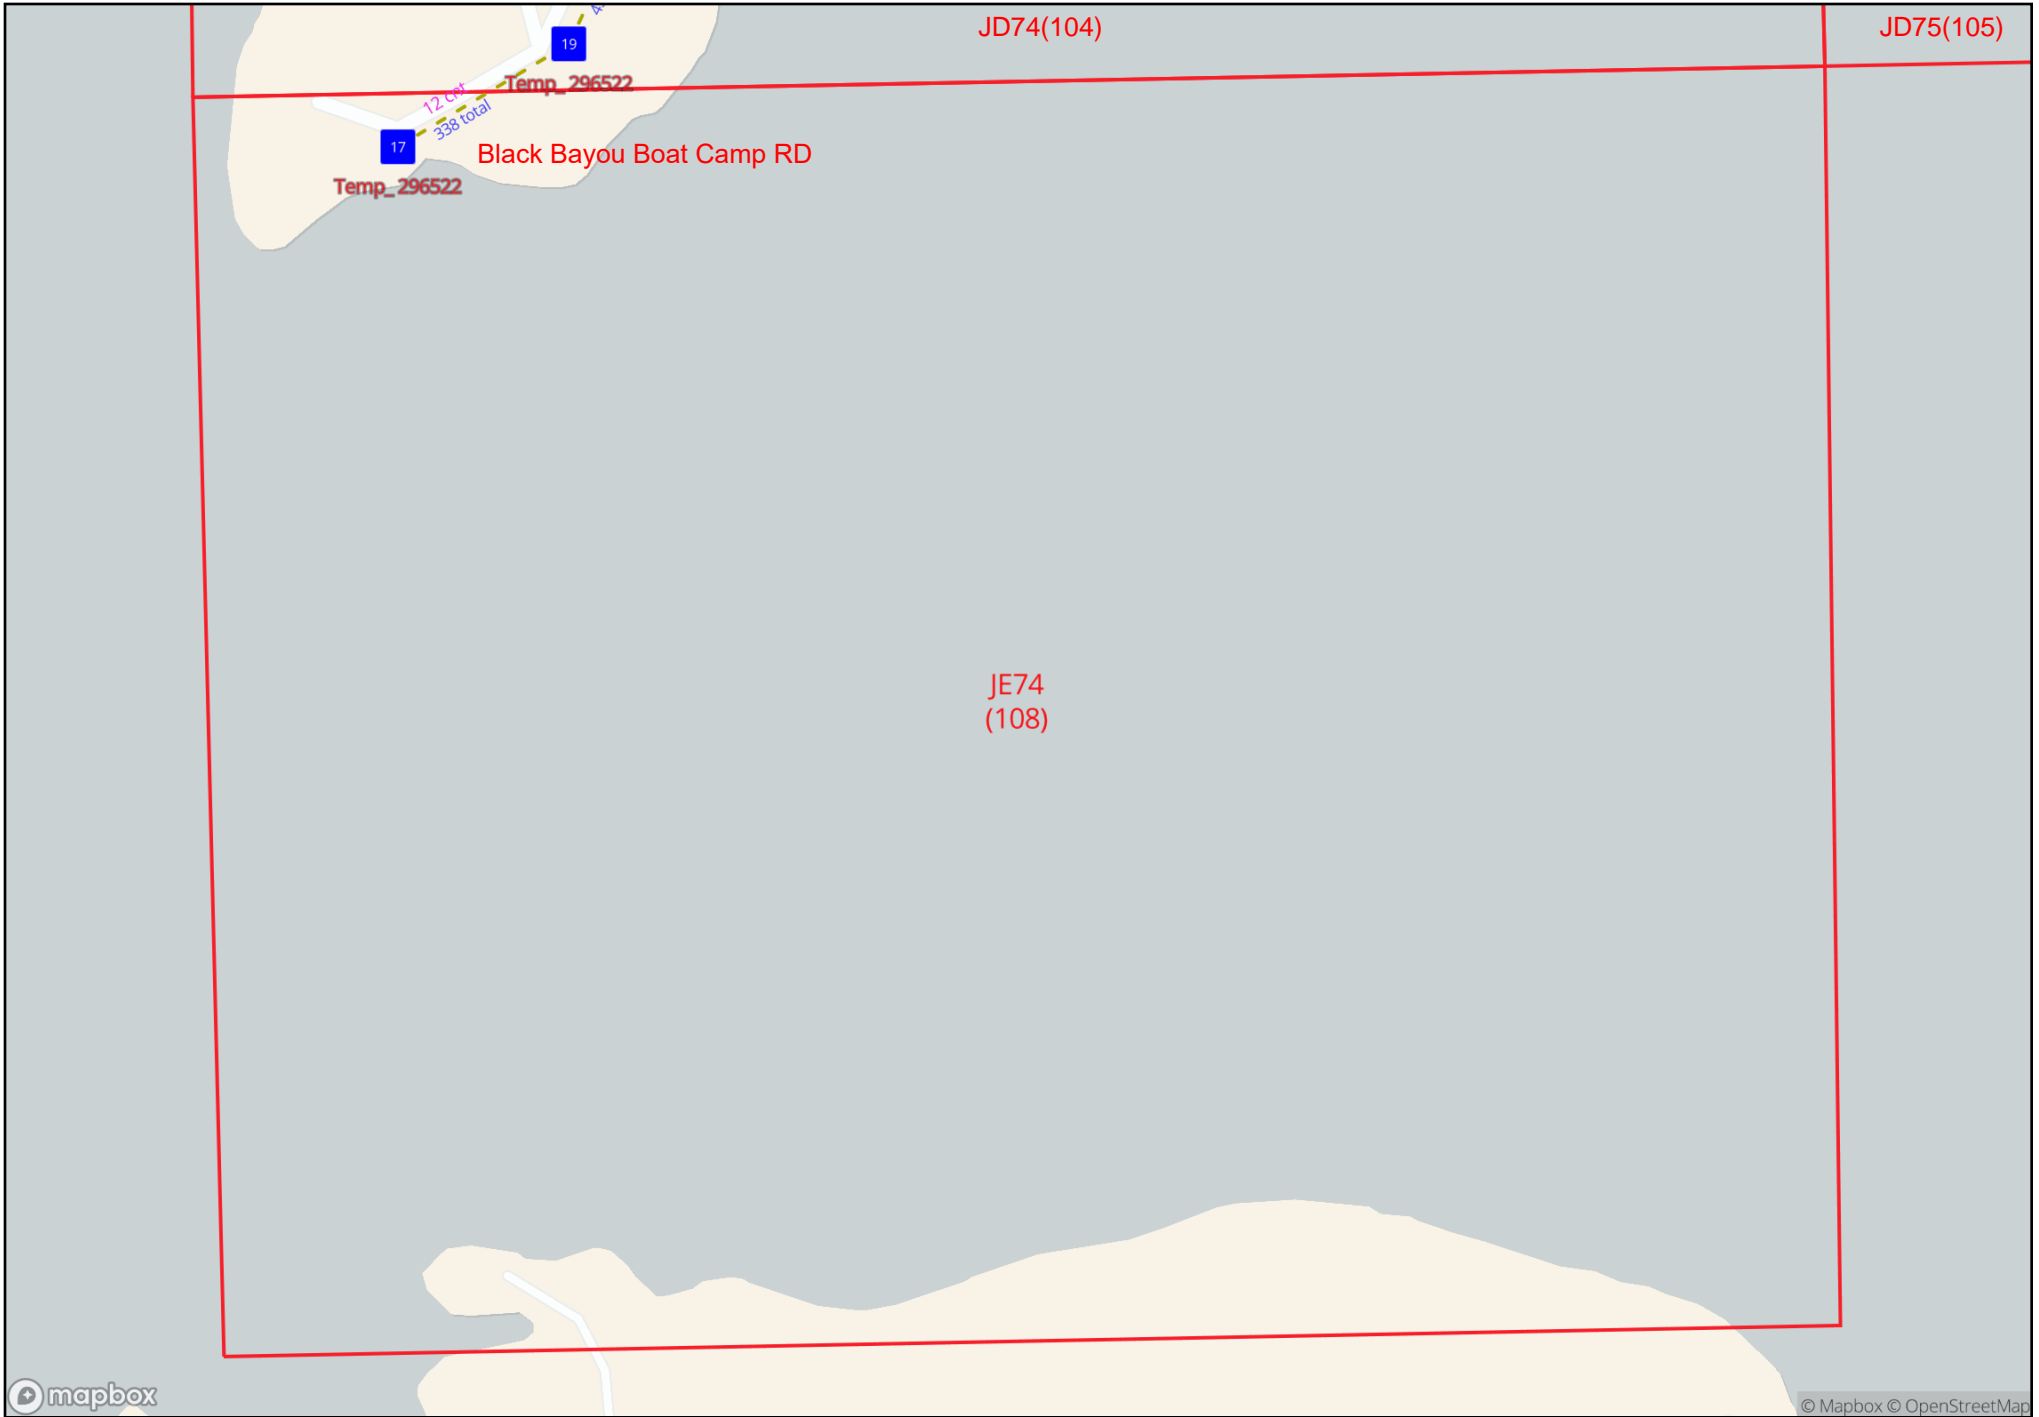 JD74(104)
JD75(105)
19
Temp_296522
12 cnt
338 total
17
Black Bayou Boat Camp RD
Temp_296522
JE74
(108)
mapbox
© Mapbox © OpenStreetMap